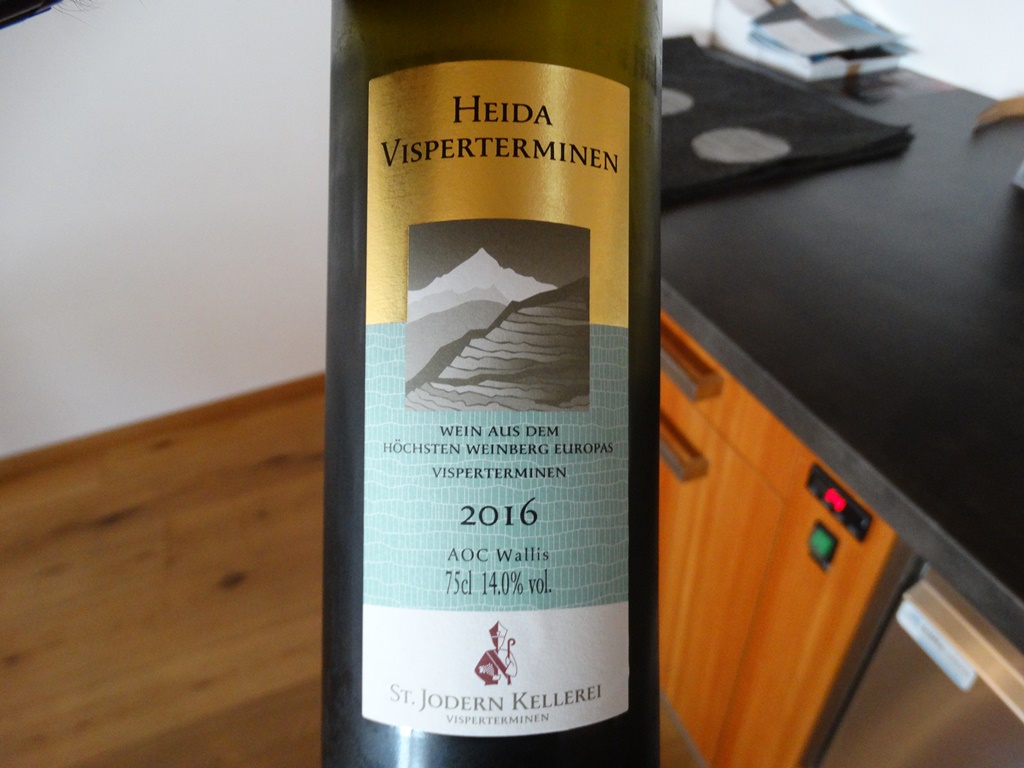 HEIDA
VISPERTERMINEN
WEIN AUS DEM
HÖCHSTEN WEINBERG EUROPAS
VISPERTERMINEN
2016
AOC Wallis
75cl 14.0% vol.
ST. JODERN KELLEREI
VISPERTERMINEN